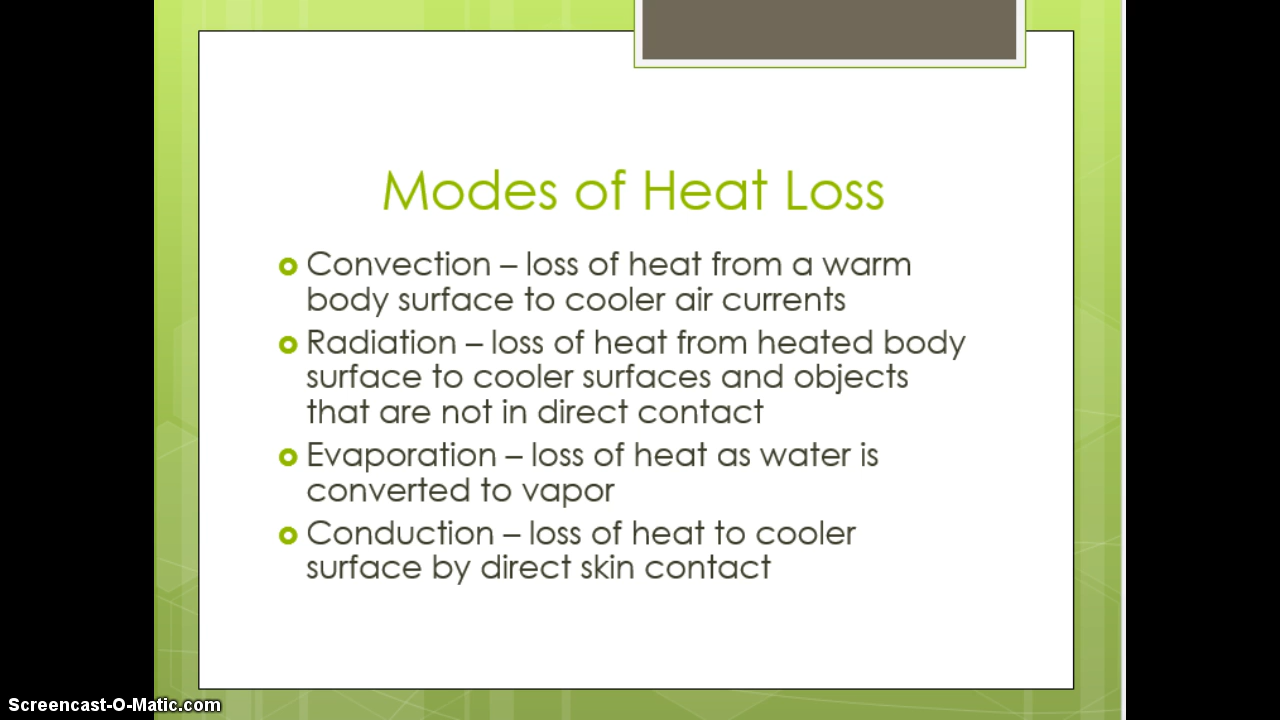 Modes of Heat Loss
Convection – loss of heat from a warm
body surface to cooler air currents
Radiation – loss of heat from heated body
surface to cooler surfaces and objects
that are not in direct contact
Evaporation – loss of heat as water is
converted to vapor
Conduction – loss of heat to cooler
surface by direct skin contact
Screencast-O-Matic.com